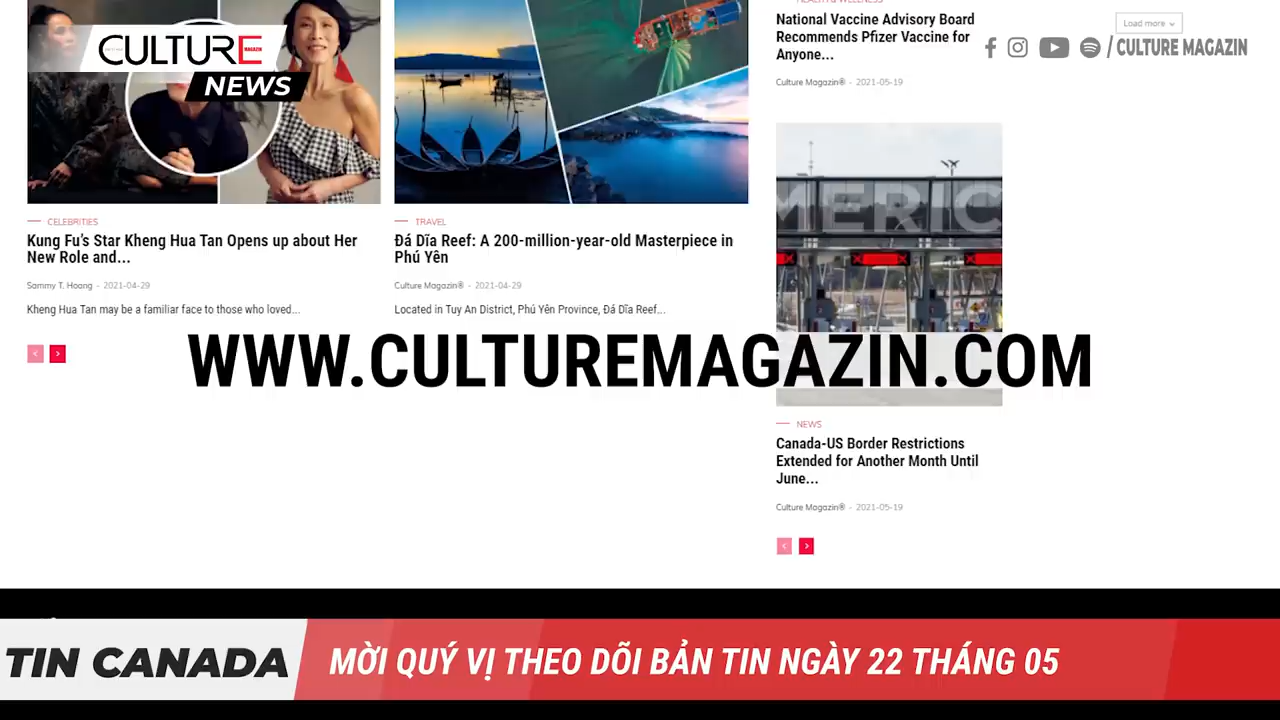 CULTURE MAGAZIN
NEWS
CELEBRITIES
Kung Fu's Star Kheng Hua Tan Opens up about Her
New Role and...
Sammy T. Hoang - 2021-04-29
Kheng Hua Tan may be a familiar face to those who loved...
TRAVEL
Đá Dĩa Reef: A 200-million-year-old Masterpiece in
Phú Yên
Culture Magazin® - 2021-04-29
Located in Tuy An District, Phú Yên Province, Đá Dĩa Reef...
HEALTH & WELLNESS
National Vaccine Advisory Board
Recommends Pfizer Vaccine for
Anyone...
Culture Magazin® - 2021-05-19
Load more
/ CULTURE MAGAZIN
MERIC
WWW.CULTUREMAGAZIN.COM
NEWS
Canada-US Border Restrictions
Extended for Another Month Until
June...
Culture Magazin® - 2021-05-19
TIN CANADA
MỜI QUÝ VỊ THEO DÕI BẢN TIN NGÀY 22 THÁNG 05